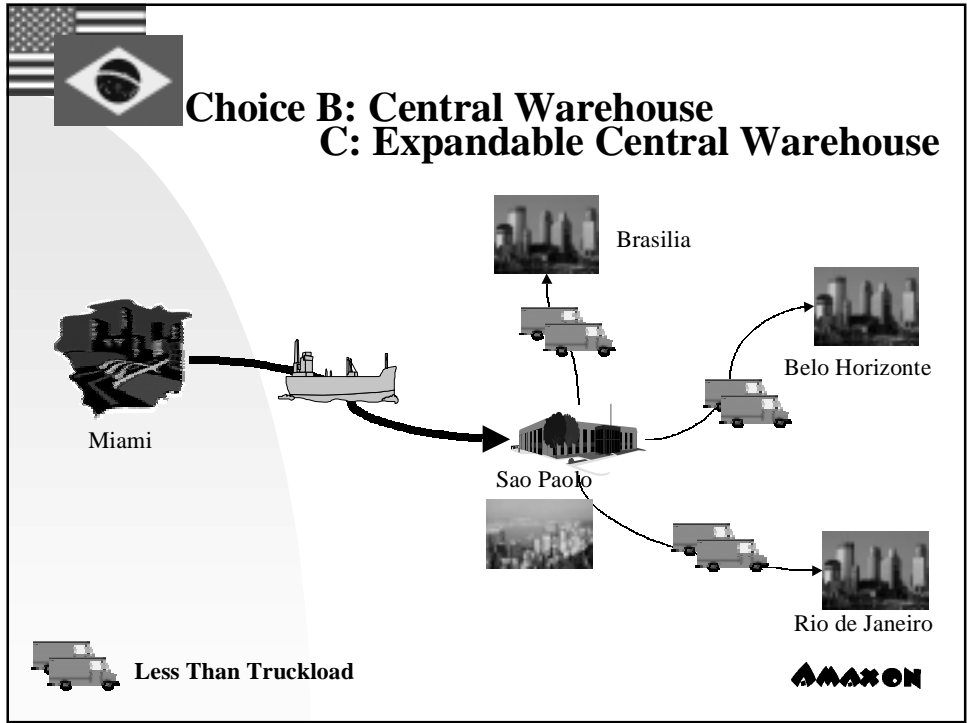 Choice B: Central Warehouse
C: Expandable Central Warehouse
Brasilia
Belo Horizonte
Miami
Sao Paolo
Rio de Janeiro
Less Than Truckload
AMAXON